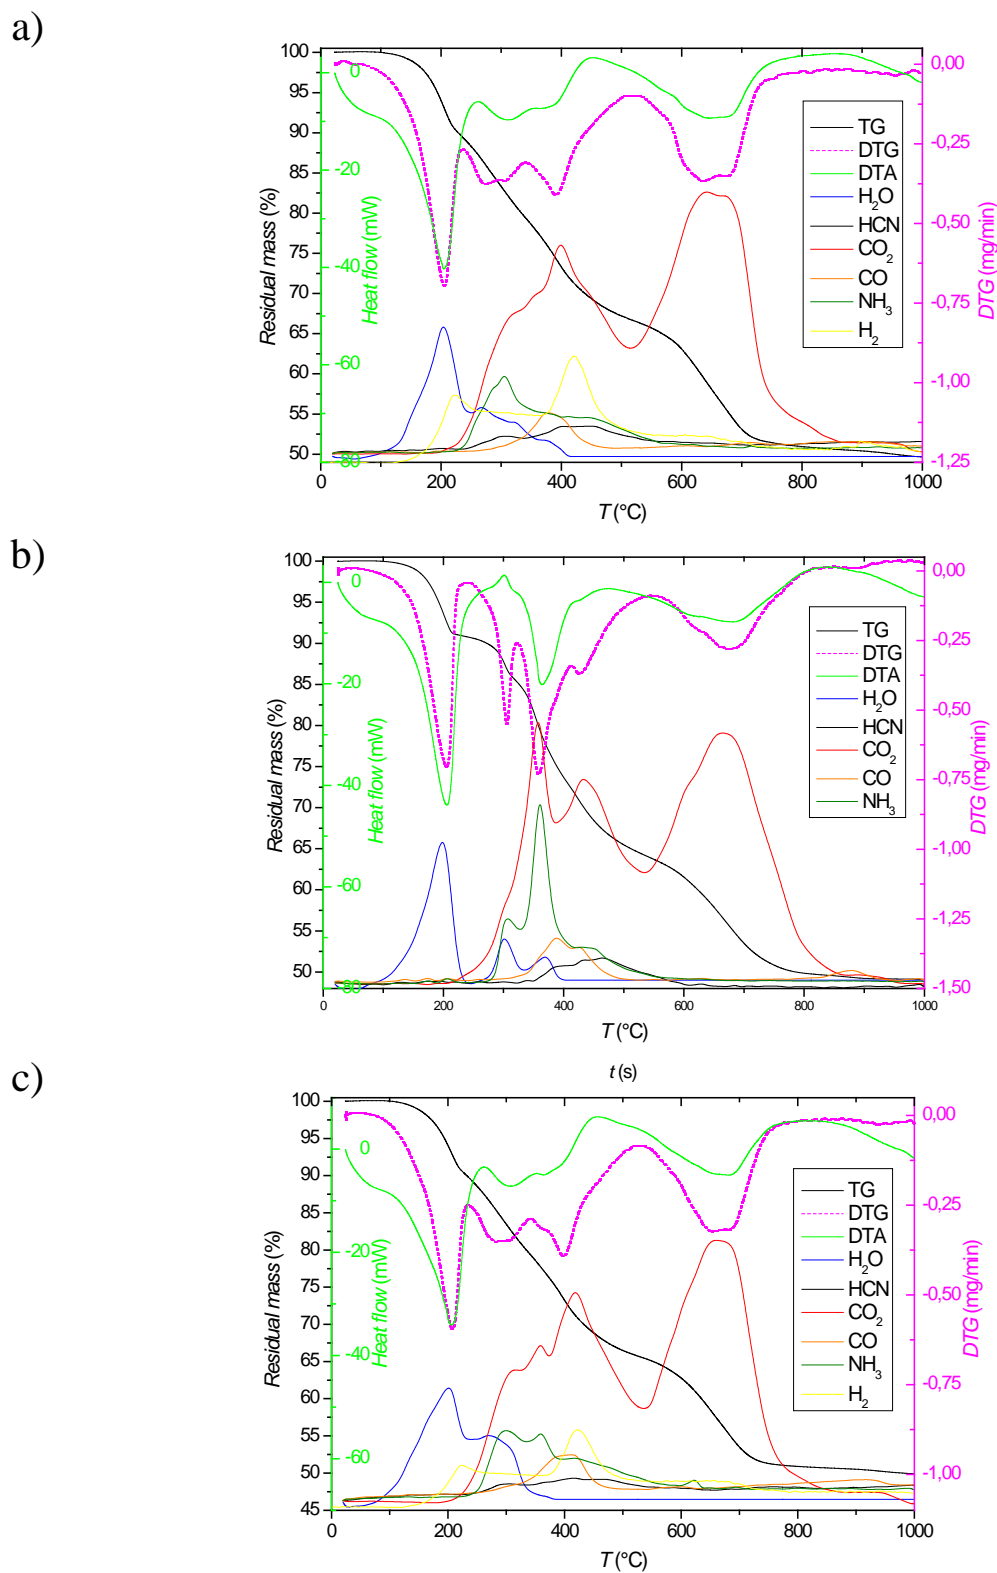 a)
100
95
90
85
80
75
70
65
60
55
50
Residual mass (%)
0
-20
-40
-60
80
Heat flow (mW)
0,00
-0,25
-0,50
-0,75
-1,00
-1,25
DTG (mg/min)
TG
DTG
DTA
H2O
HCN
CO2
CO
NH3
H2
0 200 400 600 800 1000
T (°C)
b)
100
95
90
85
80
75
70
65
60
55
50
Residual mass (%)
0
-20
-40
-60
80
Heat flow (mW)
0,00
-0,25
-0,50
-0,75
-1,00
-1,25
-1,50
DTG (mg/min)
TG
DTG
DTA
H2O
HCN
CO2
CO
NH3
0 200 400 600 800 1000
T (°C)
c)
t (s)
100
95
90
85
80
75
70
65
60
55
50
45
Residual mass (%)
0
-20
-40
-60
Heat flow (mW)
0,00
-0,25
-0,50
-0,75
-1,00
DTG (mg/min)
TG
DTG
DTA
H2O
HCN
CO2
CO
NH3
H2
0 200 400 600 800 1000
T (°C)